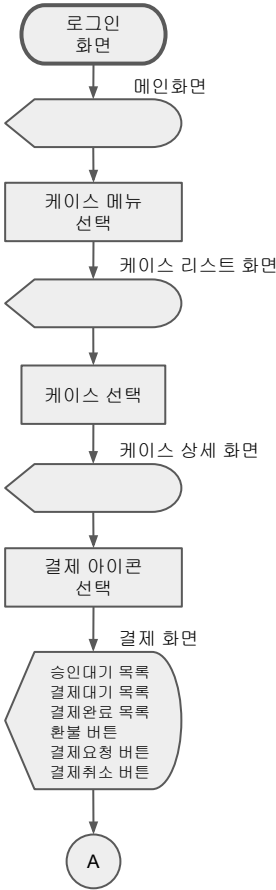 로그인
화면
메인화면
케이스 메뉴
선택
케이스 리스트 화면
케이스 선택
케이스 상세 화면
결제 아이콘
선택
결제 화면
승인대기 목록
결제대기 목록
결제완료 목록
환불 버튼
결제요청 버튼
결제취소 버튼
A